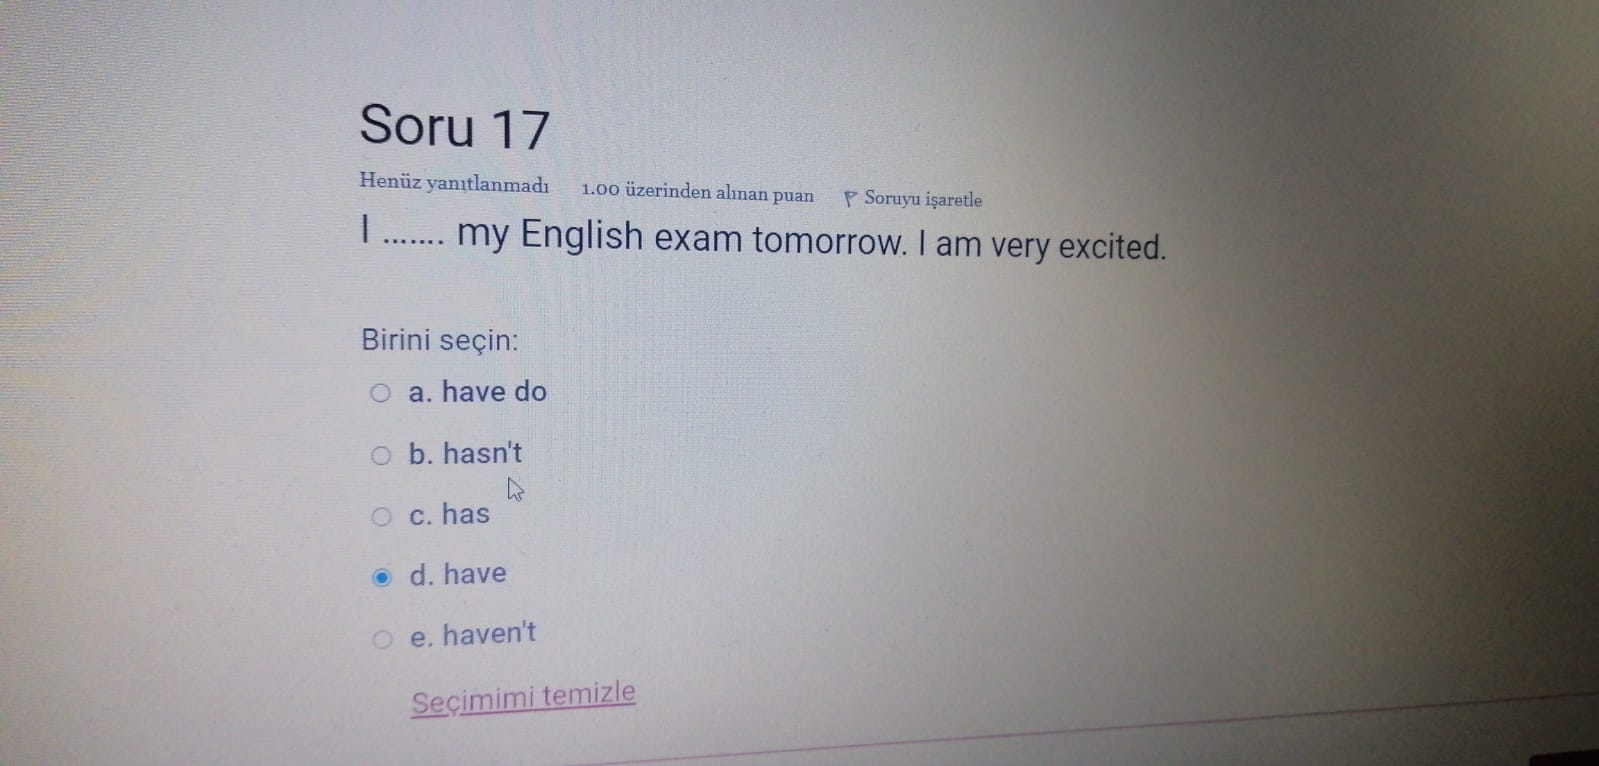 Soru 17
Henüz yanıtlanmadı 1.00 üzerinden alınan puan Soruyu işaretle
I ....... my English exam tomorrow. I am very excited.
Birini seçin:
a. have do
b. hasn't
c. has
d. have
e. haven't
Seçimimi temizle